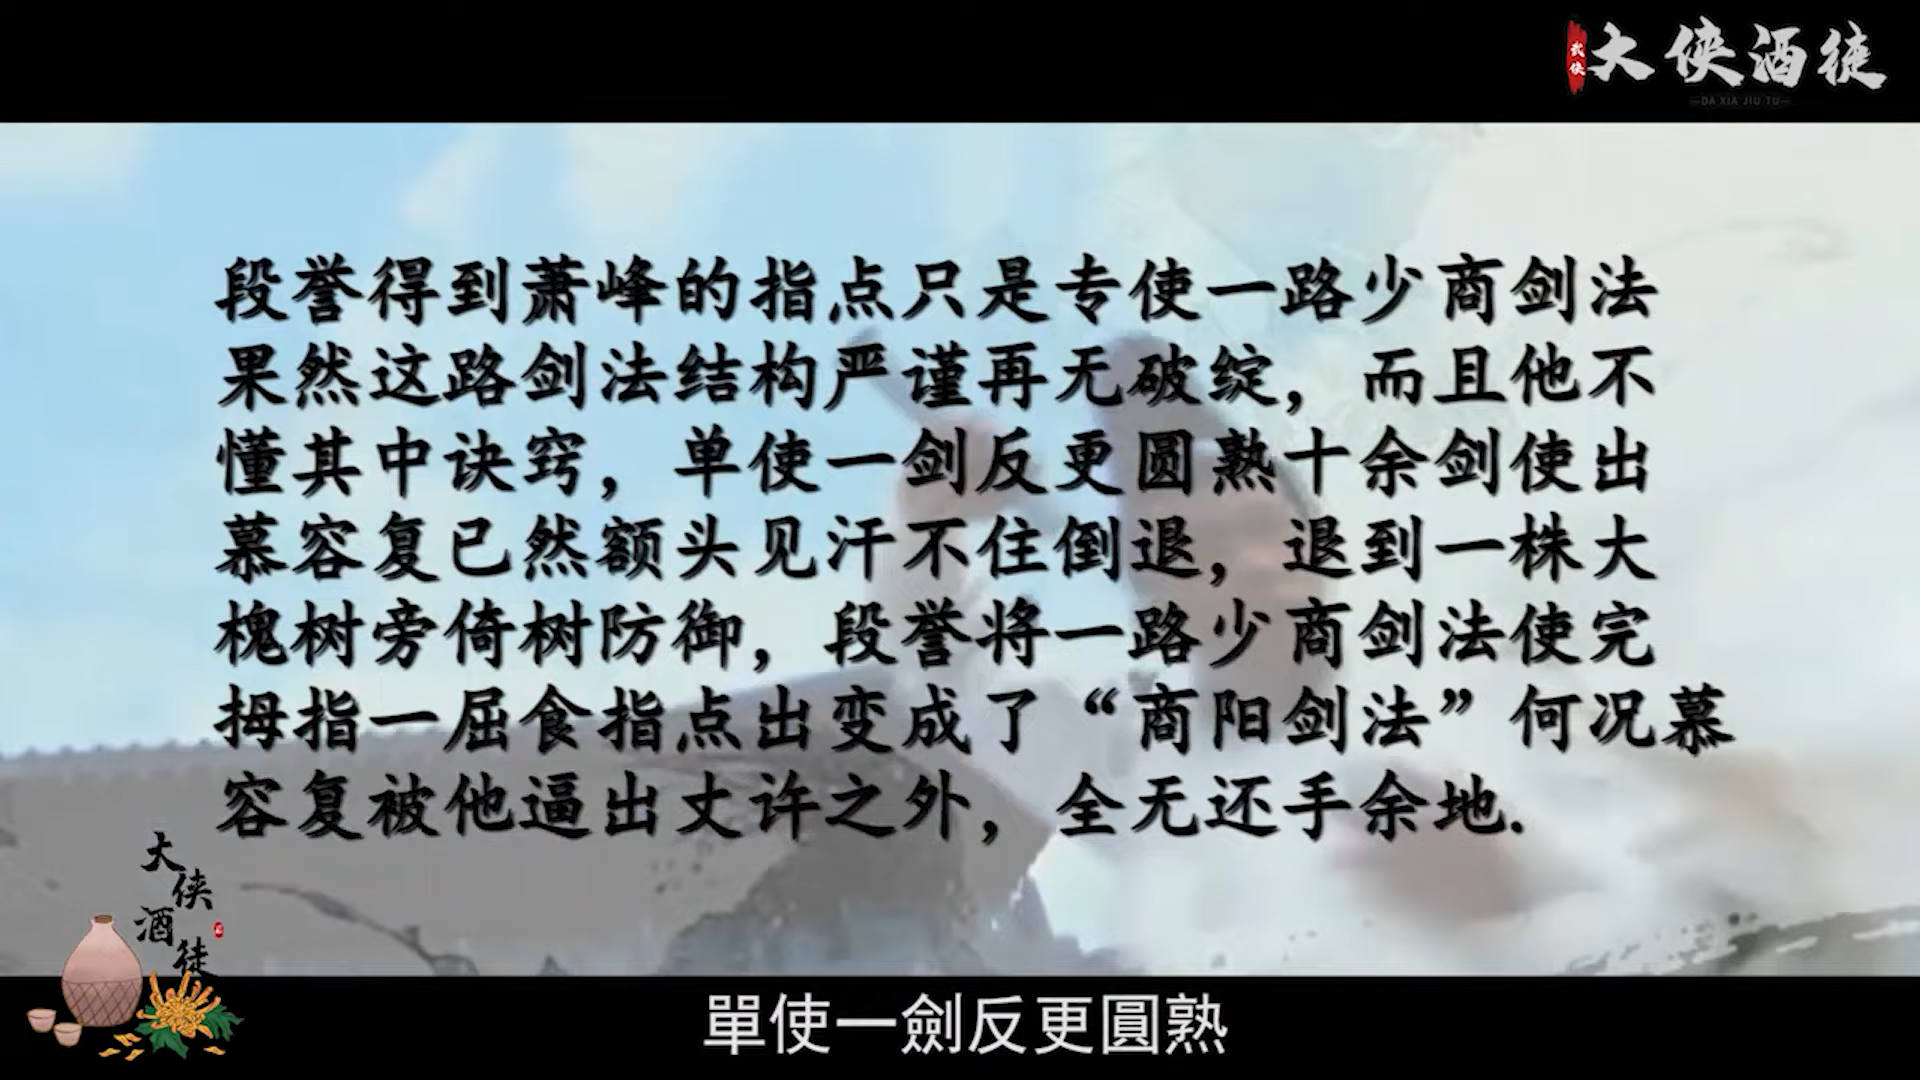 武侠
大侠酒徒
—DA XIA JIU TU—
段誉得到萧峰的指点只是专使一路少商剑法
果然这路剑法结构严谨再无破绽，而且他不
懂其中诀窍，单使一剑反更圆熟十余剑使出
慕容复已然额头见汗不住倒退，退到一株大
槐树旁倚树防御，段誉将一路少商剑法使完
拇指一屈食指点出变成了“商阳剑法”何况慕
容复被他逼出丈许之外，全无还手余地.
大侠酒徒
單使一劍反更圓熟